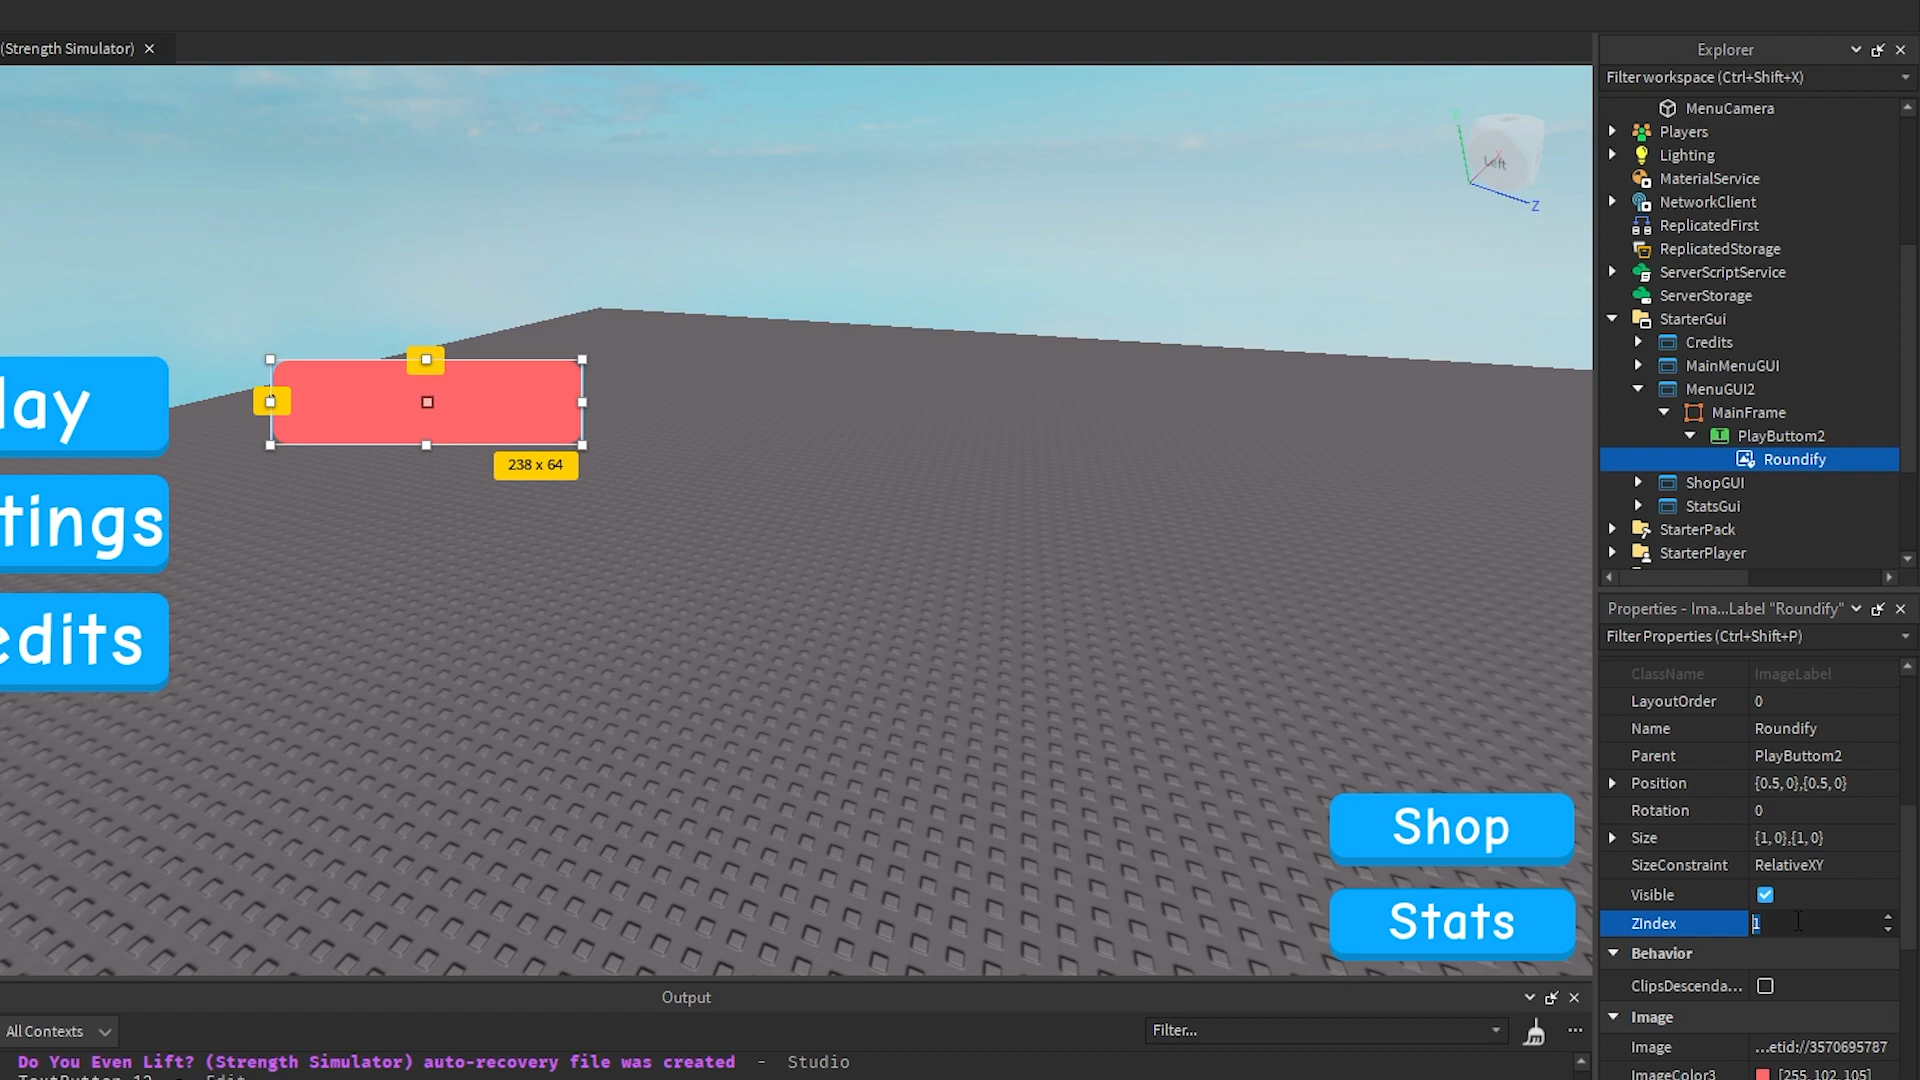 (Strength Simulator)
Explorer
Filter workspace (Ctrl+Shift+X)
MenuCamera
Players
Lighting
MaterialService
NetworkClient
ReplicatedFirst
ReplicatedStorage
ServerScriptService
ServerStorage
StarterGui
Credits
MainMenuGUI
MenuGUI2
MainFrame
PlayButtom2
Roundify
ShopGUI
StatsGui
StarterPack
StarterPlayer
Left
Z
lay
tings
edits
238 x 64
Shop
Stats
Properties - Ima...Label "Roundify"
Filter Properties (Ctrl+Shift+P)
ClassName ImageLabel
LayoutOrder 0
Name Roundify
Parent PlayButtom2
Position {0.5, 0},{0.5, 0}
Rotation 0
Size {1, 0},{1, 0}
SizeConstraint RelativeXY
Visible
ZIndex 1
Behavior
ClipsDescenda...
Image
Image ...etid://3570695787
ImageColor3 [255, 102, 105]
Output
All Contexts
Filter...
Do You Even Lift? (Strength Simulator) auto-recovery file was created - Studio